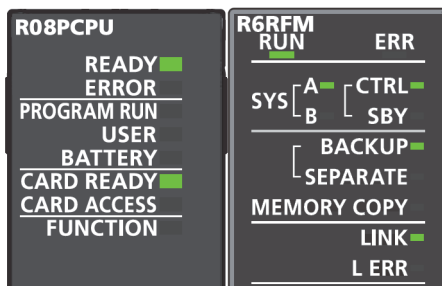 R08PCPU
READY
ERROR
PROGRAM RUN
USER
BATTERY
CARD READY
CARD ACCESS
FUNCTION
R6RFM
RUN ERR
SYS A CTRL
B SBY
BACKUP
SEPARATE
MEMORY COPY
LINK
L ERR